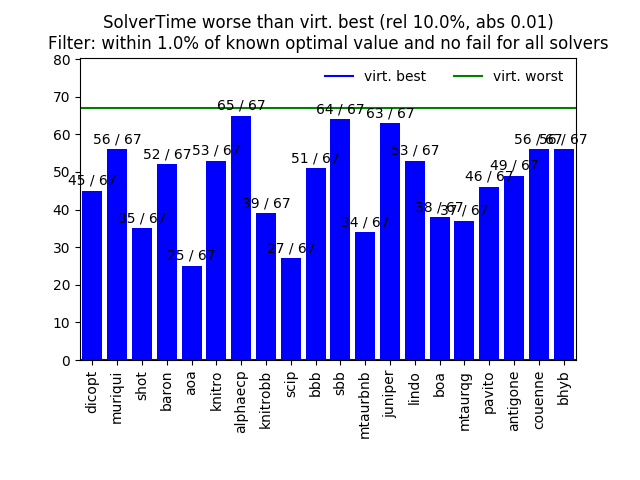 SolverTime worse than virt. best (rel 10.0%, abs 0.01)
Filter: within 1.0% of known optimal value and no fail for all solvers
virt. best
virt. worst
80
70
60
50
40
30
20
10
0
45 / 67
56 / 67
35 / 67
52 / 67
25 / 67
53 / 67
65 / 67
39 / 67
27 / 67
51 / 67
64 / 67
34 / 67
63 / 67
53 / 67
38 / 67
37 / 67
46 / 67
49 / 67
56 / 67
56 / 67
dicopt
muriqui
shot
baron
aoa
knitro
alphaecp
knitrobb
scip
bbb
sbb
mtaurbnb
juniper
lindo
boa
mtaurqg
pavito
antigone
couenne
bhyb